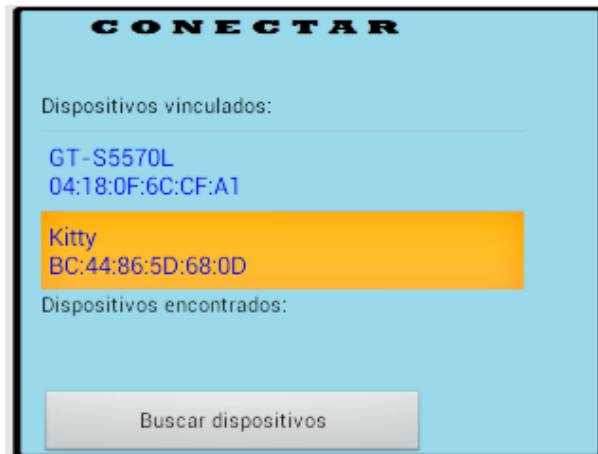 CONECTAR
Dispositivos vinculados:
GT-S5570L
04:18:0F:6C:CF:A1
Kitty
BC:44:86:5D:68:0D
Dispositivos encontrados:
Buscar dispositivos